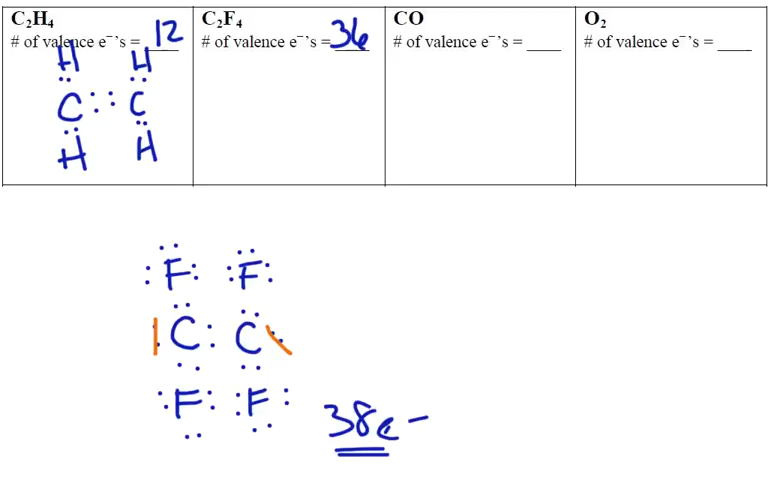 C₂H₄ C₂F₄ CO O₂
# of valence e⁻'s = 12 # of valence e⁻'s = 36 # of valence e⁻'s = ____ # of valence e⁻'s = ____
H H
C C
H H
F F
C C
F F
38e⁻